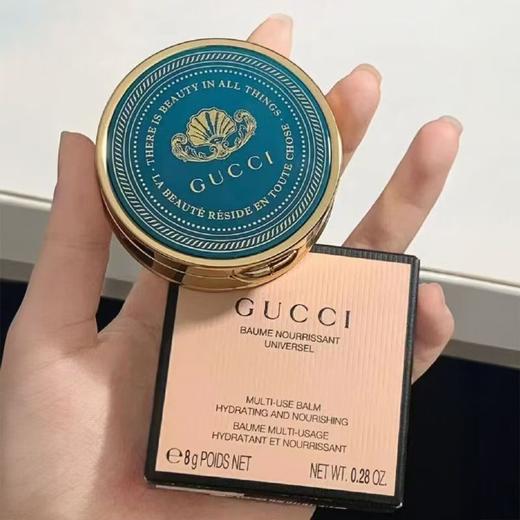 THERE IS BEAUTY IN ALL THINGS ·
GUCCI
LA BEAUTÉ RÉSIDE EN TOUTE CHOSE
GUCCI
BAUME NOURRISSANT
UNIVERSEL
MULTI-USE BALM
HYDRATING AND NOURISHING
BAUME MULTI-USAGE
HYDRATANT ET NOURRISSANT
℮8g POIDS NET
NET WT. 0.28 OZ.